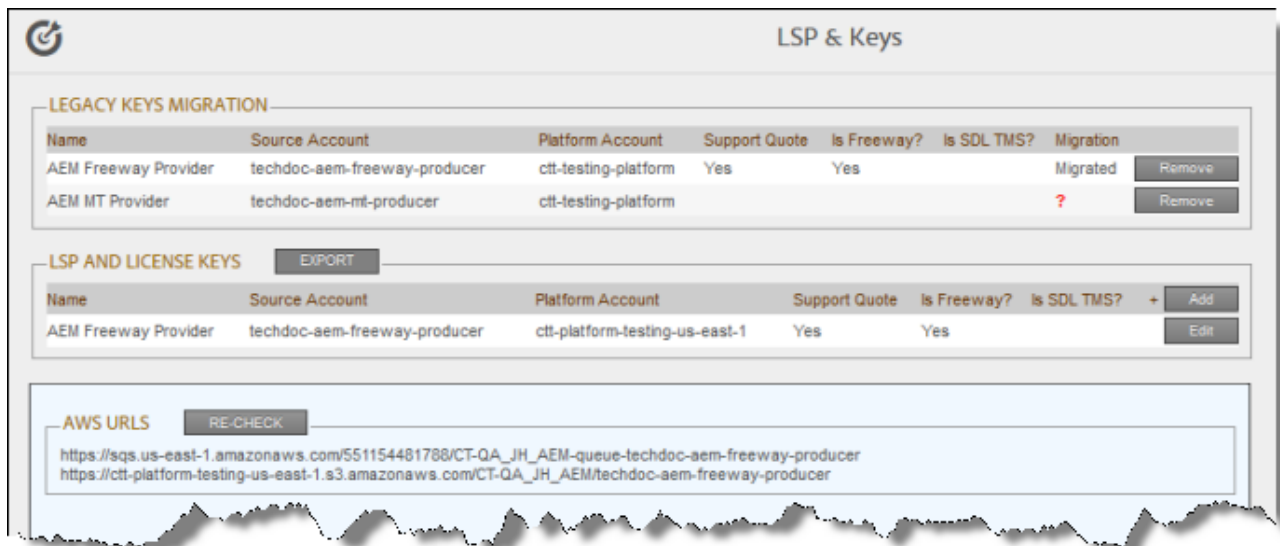 LSP & Keys
LEGACY KEYS MIGRATION
Name Source Account Platform Account Support Quote Is Freeway? Is SDL TMS? Migration
AEM Freeway Provider techdoc-aem-freeway-producer ctt-testing-platform Yes Yes Migrated Remove
AEM MT Provider techdoc-aem-mt-producer ctt-testing-platform ? Remove
LSP AND LICENSE KEYS EXPORT
Name Source Account Platform Account Support Quote Is Freeway? Is SDL TMS? + Add
AEM Freeway Provider techdoc-aem-freeway-producer ctt-platform-testing-us-east-1 Yes Yes Edit
AWS URLS RE-CHECK
https://sqs.us-east-1.amazonaws.com/551154481788/CT-QA_JH_AEM-queue-techdoc-aem-freeway-producer
https://ctt-platform-testing-us-east-1.s3.amazonaws.com/CT-QA_JH_AEM/techdoc-aem-freeway-producer